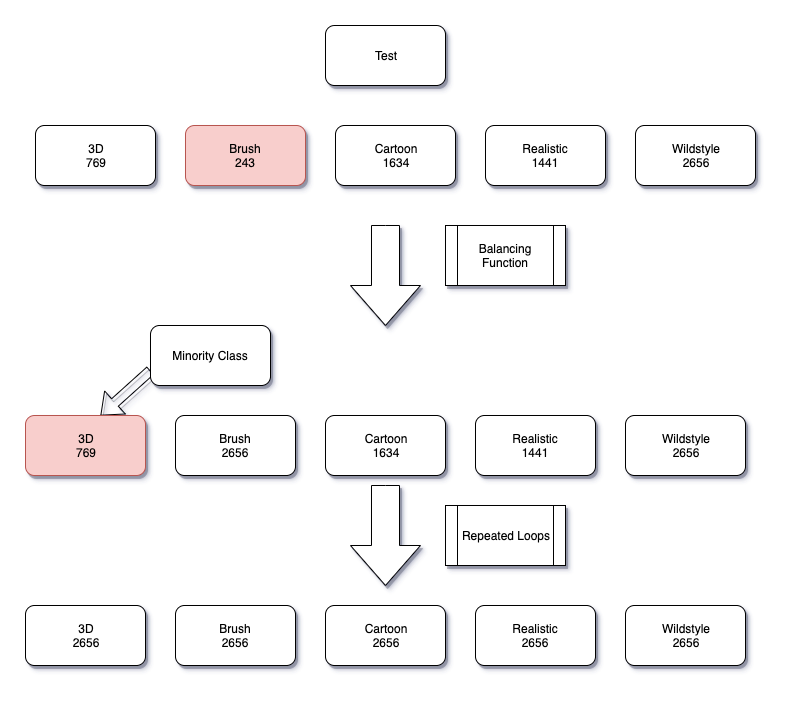 Test
3D
769
Brush
243
Cartoon
1634
Realistic
1441
Wildstyle
2656
Balancing
Function
Minority Class
3D
769
Brush
2656
Cartoon
1634
Realistic
1441
Wildstyle
2656
Repeated Loops
3D
2656
Brush
2656
Cartoon
2656
Realistic
2656
Wildstyle
2656